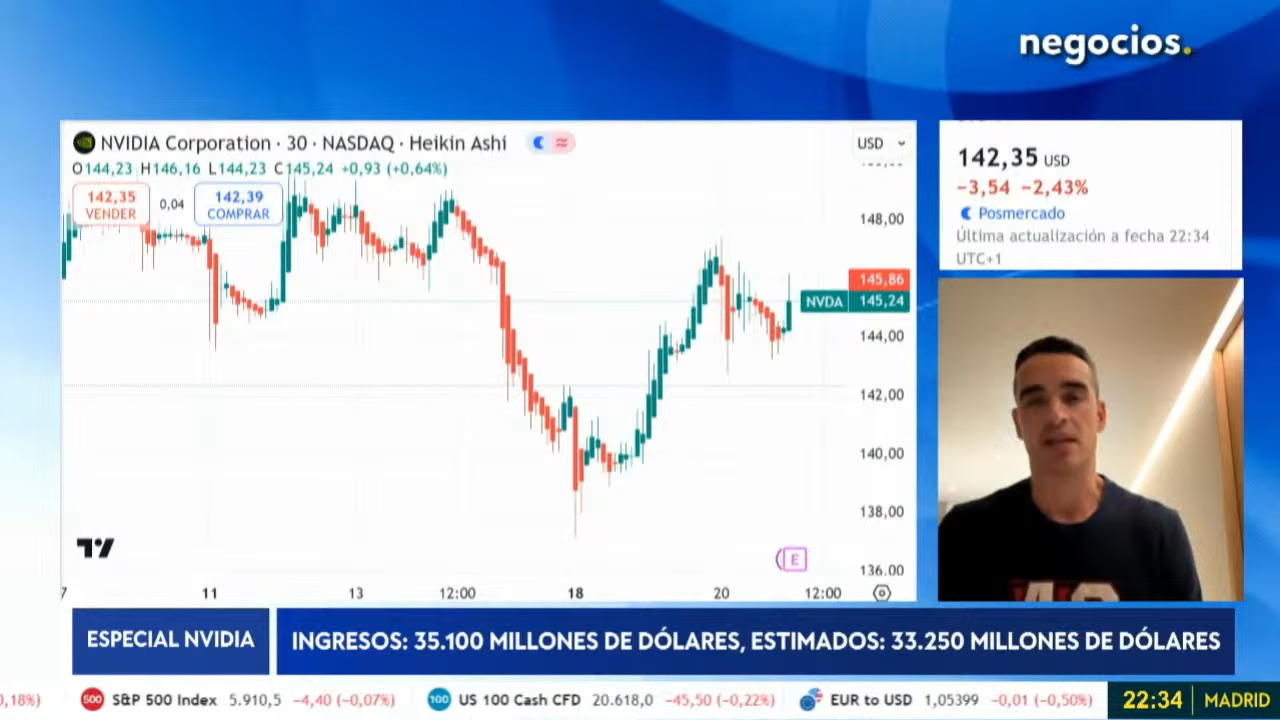 negocios.
NVIDIA Corporation · 30 · NASDAQ · Heikin Ashi
USD
O144,23 H146,16 L144,23 C145,24 +0,93 (+0,64%)
142,35
VENDER
0,04
142,39
COMPRAR
148,00
145,86
NVDA 145,24
144,00
142,00
140,00
138,00
136.00
E
7 11 13 12:00 18 20 12:00
142,35 USD
−3,54 −2,43%
Posmercado
Última actualización a fecha 22:34
UTC+1
ESPECIAL NVIDIA
INGRESOS: 35.100 MILLONES DE DÓLARES, ESTIMADOS: 33.250 MILLONES DE DÓLARES
0,18%) 500 S&P 500 Index 5.910,5 −4,40 (−0,07%) 100 US 100 Cash CFD 20.618,0 −45,50 (−0,22%) EUR to USD 1,05399 −0,01 (−0,50%) 22:34 MADRID